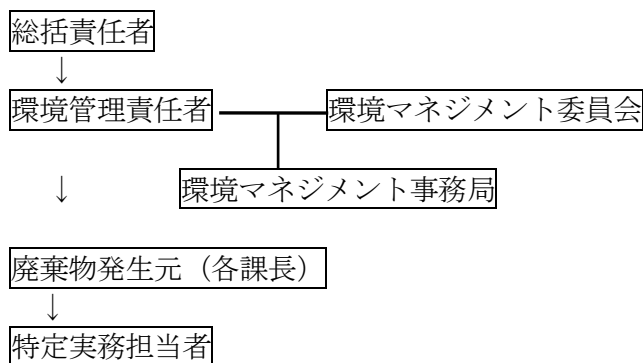 総括責任者
↓
環境管理責任者 環境マネジメント委員会
↓ 環境マネジメント事務局
廃棄物発生元（各課長）
↓
特定実務担当者